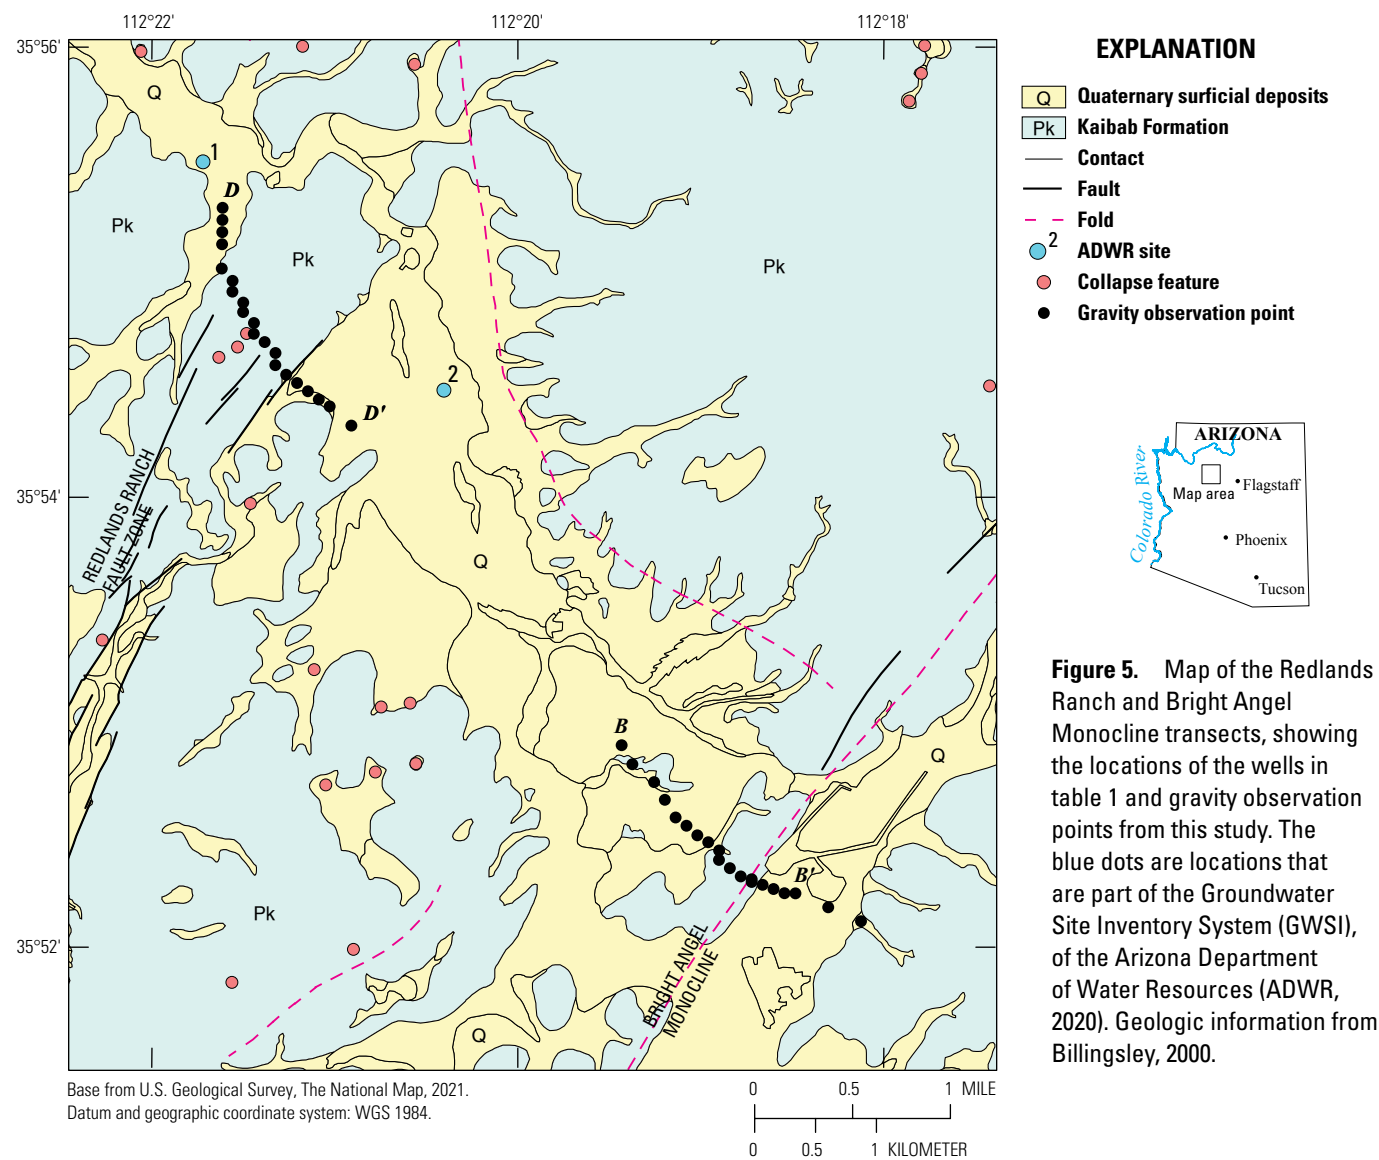 112°22'
112°20'
112°18'
35°56'
35°54'
35°52'
Q
1
D
Pk
Pk
Pk
2
D'
REDLANDS RANCH
FAULT ZONE
Q
B
Q
B'
Pk
BRIGHT ANGEL
MONOCLINE
Q
Base from U.S. Geological Survey, The National Map, 2021.
Datum and geographic coordinate system: WGS 1984.
0 0.5 1 MILE
0 0.5 1 KILOMETER
EXPLANATION
Q Quaternary surficial deposits
Pk Kaibab Formation
Contact
Fault
Fold
2 ADWR site
Collapse feature
Gravity observation point
ARIZONA
Colorado River
Map area
Flagstaff
Phoenix
Tucson
Figure 5. Map of the Redlands
Ranch and Bright Angel
Monocline transects, showing
the locations of the wells in
table 1 and gravity observation
points from this study. The
blue dots are locations that
are part of the Groundwater
Site Inventory System (GWSI),
of the Arizona Department
of Water Resources (ADWR,
2020). Geologic information from
Billingsley, 2000.